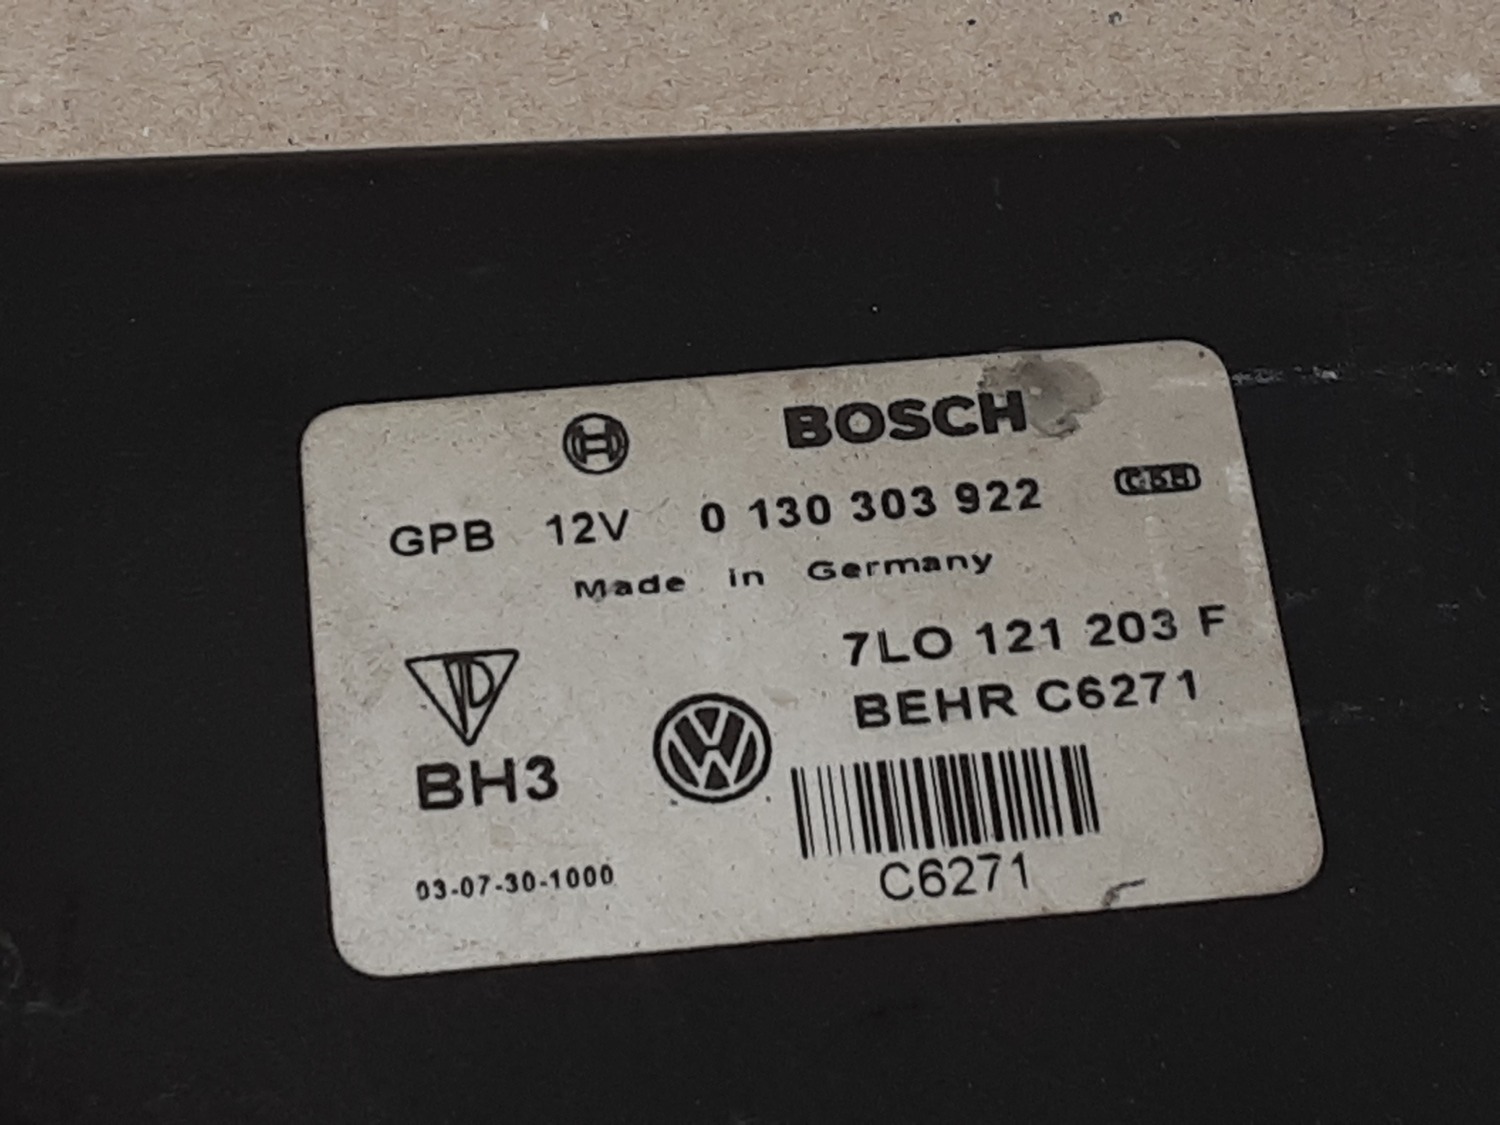 BOSCH
GPB 12V 0 130 303 922
Made in Germany
7LO 121 203 F
BEHR C6271
BH3
03-07-30-1000
C6271